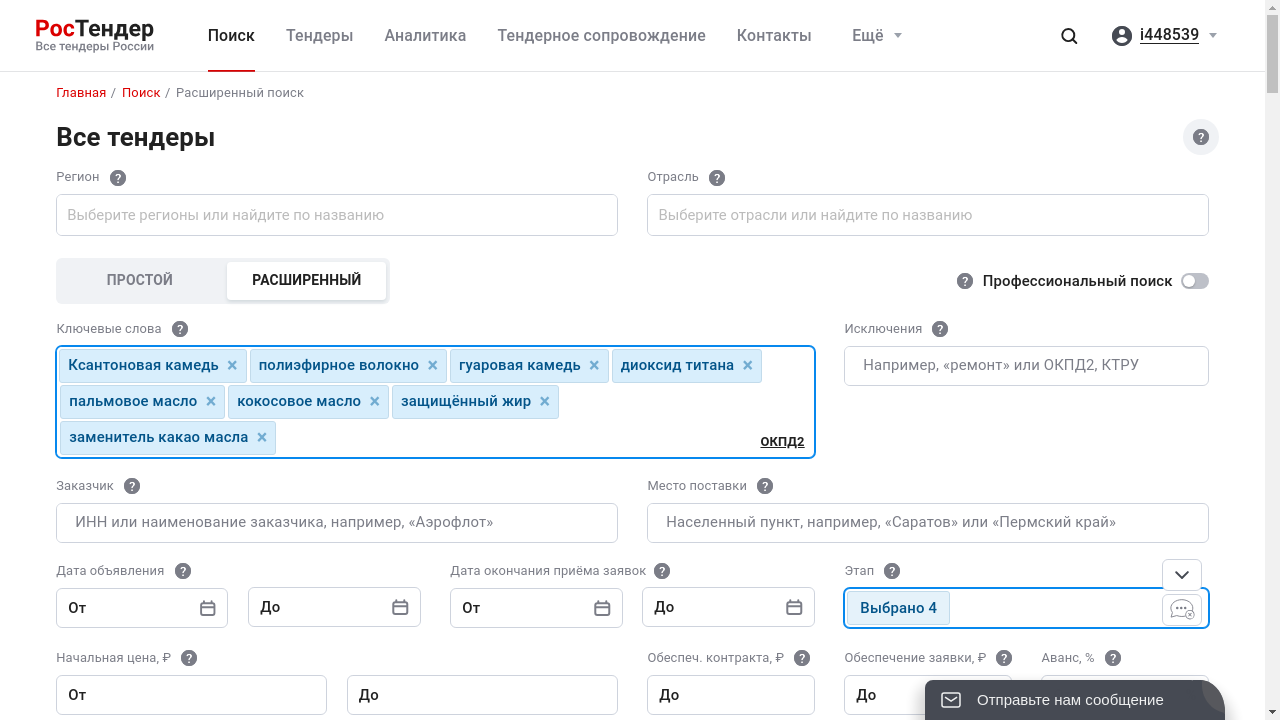 РосТендер
Все тендеры России
Поиск
Тендеры
Аналитика
Тендерное сопровождение
Контакты
Ещё
i448539
Главная / Поиск / Расширенный поиск
Все тендеры
?
Регион ?
Отрасль ?
Выберите регионы или найдите по названию
Выберите отрасли или найдите по названию
ПРОСТОЙ
РАСШИРЕННЫЙ
? Профессиональный поиск
Ключевые слова ?
Исключения ?
Ксантоновая камедь × полиэфирное волокно × гуаровая камедь × диоксид титана ×
Например, «ремонт» или ОКПД2, КТРУ
пальмовое масло × кокосовое масло × защищённый жир ×
заменитель какао масла ×
ОКПД2
Заказчик ?
Место поставки ?
ИНН или наименование заказчика, например, «Аэрофлот»
Населенный пункт, например, «Саратов» или «Пермский край»
Дата объявления ?
Дата окончания приёма заявок ?
Этап ?
От
До
От
До
Выбрано 4
Начальная цена, ₽ ?
Обеспеч. контракта, ₽ ?
Обеспечение заявки, ₽ ?
Аванс, % ?
От
До
До
До
Отправьте нам сообщение